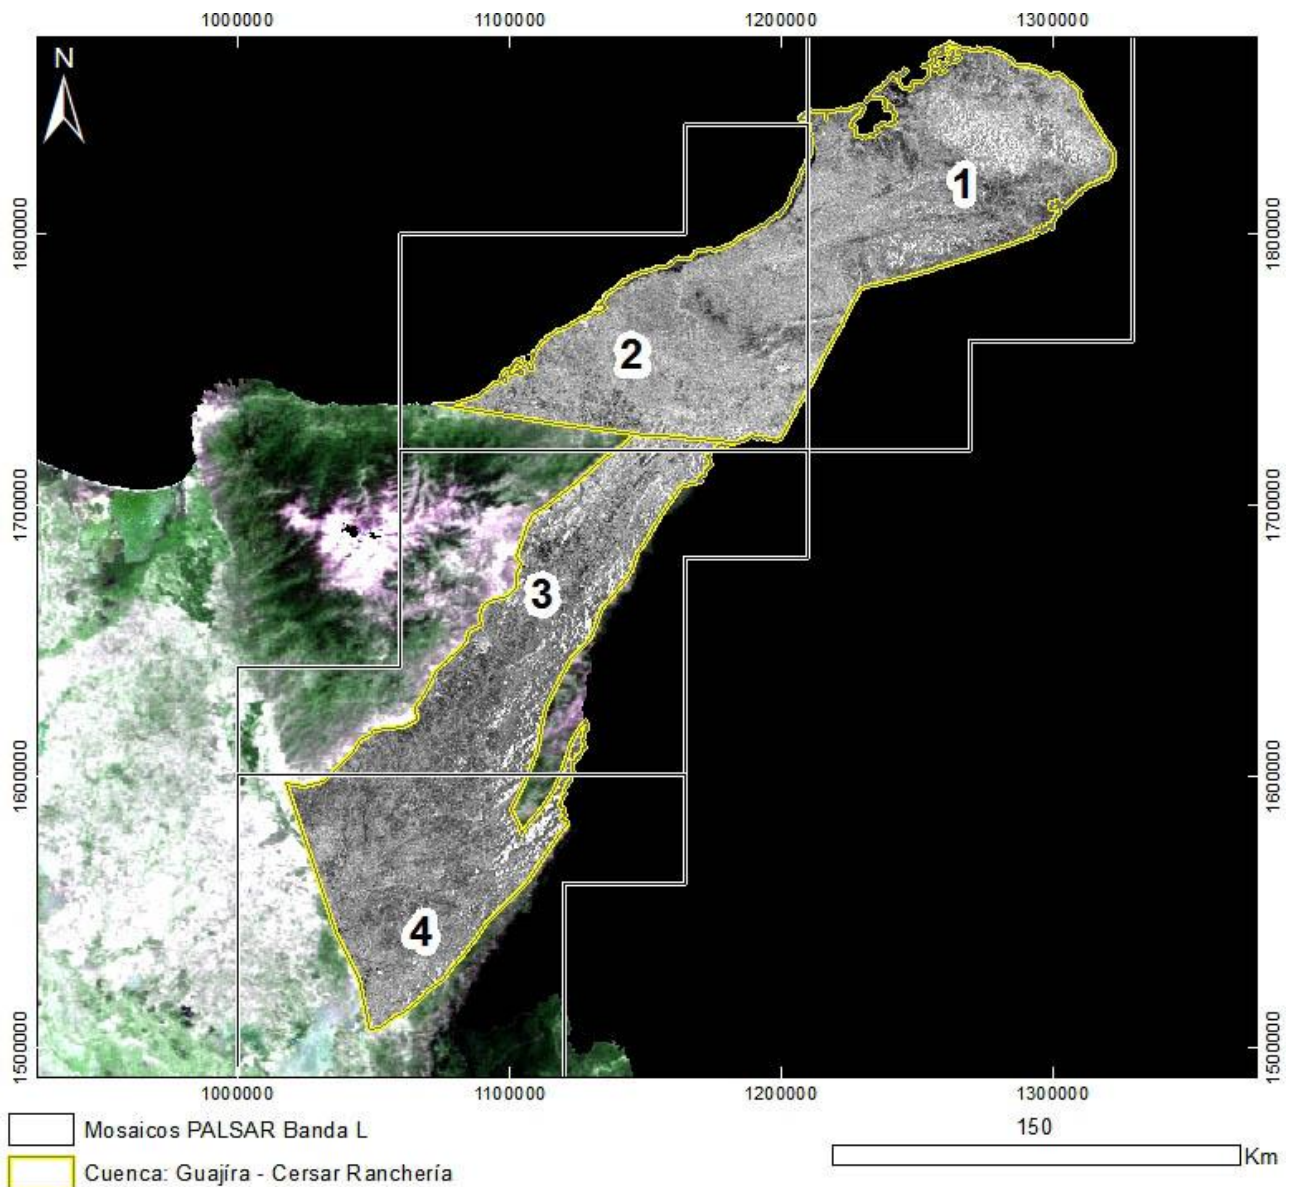 1000000 1100000 1200000 1300000
N
1800000 1800000
1700000 1700000
1600000 1600000
1500000 1500000
1
2
3
4
1000000 1100000 1200000 1300000
Mosaicos PALSAR Banda L
150
Km
Cuenca: Guajíra - Cersar Ranchería